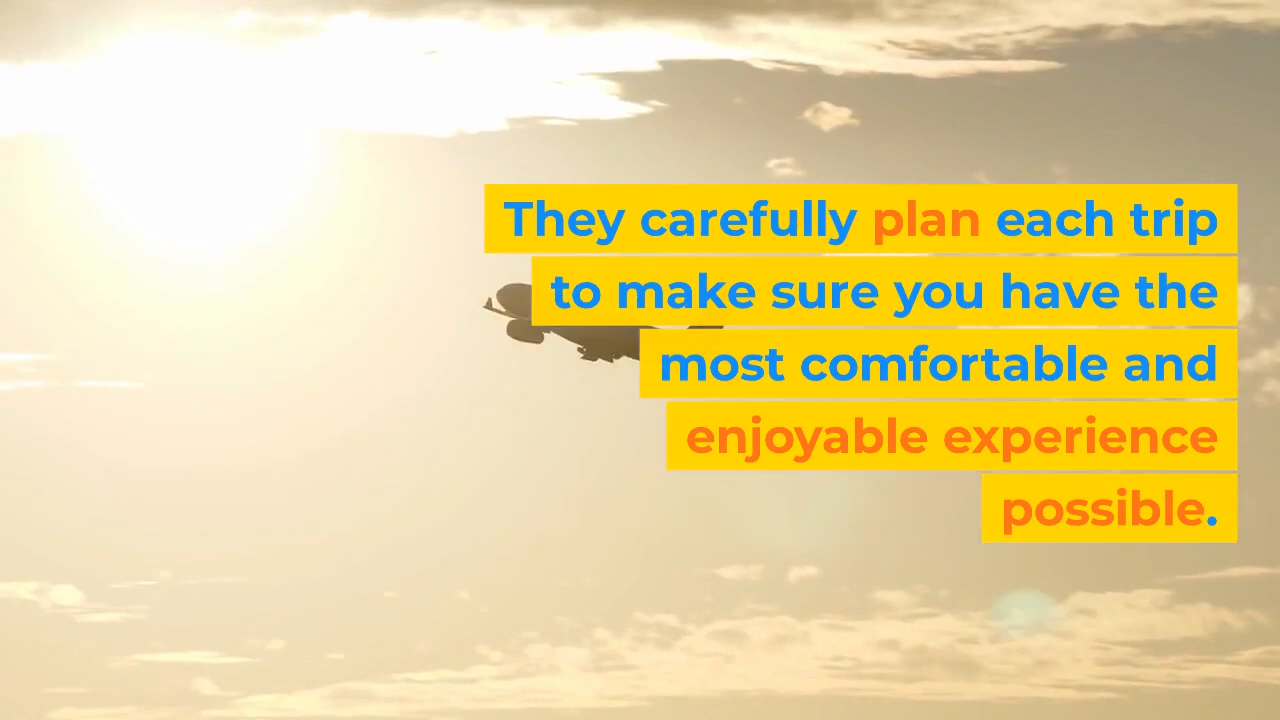 They carefully plan each trip
to make sure you have the
most comfortable and
enjoyable experience
possible.